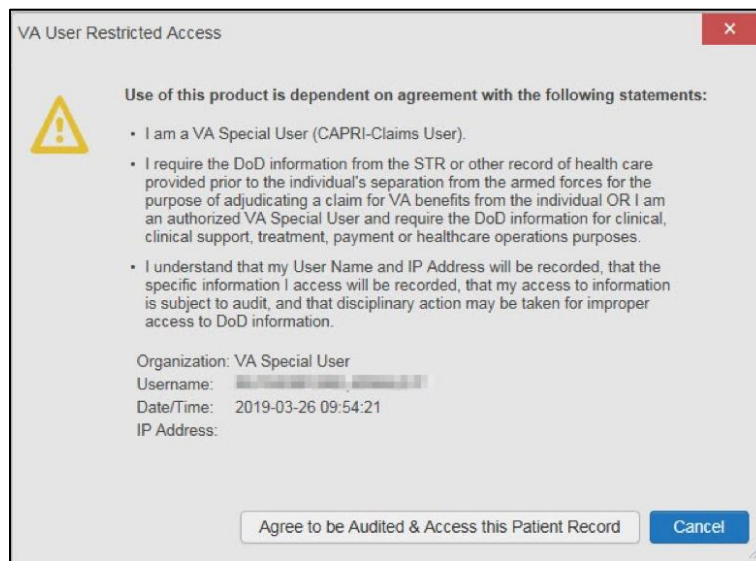 VA User Restricted Access
Use of this product is dependent on agreement with the following statements:
• I am a VA Special User (CAPRI-Claims User).
• I require the DoD information from the STR or other record of health care
provided prior to the individual's separation from the armed forces for the
purpose of adjudicating a claim for VA benefits from the individual OR I am
an authorized VA Special User and require the DoD information for clinical,
clinical support, treatment, payment or healthcare operations purposes.
• I understand that my User Name and IP Address will be recorded, that the
specific information I access will be recorded, that my access to information
is subject to audit, and that disciplinary action may be taken for improper
access to DoD information.
Organization: VA Special User
Username:
Date/Time: 2019-03-26 09:54:21
IP Address:
Agree to be Audited & Access this Patient Record Cancel